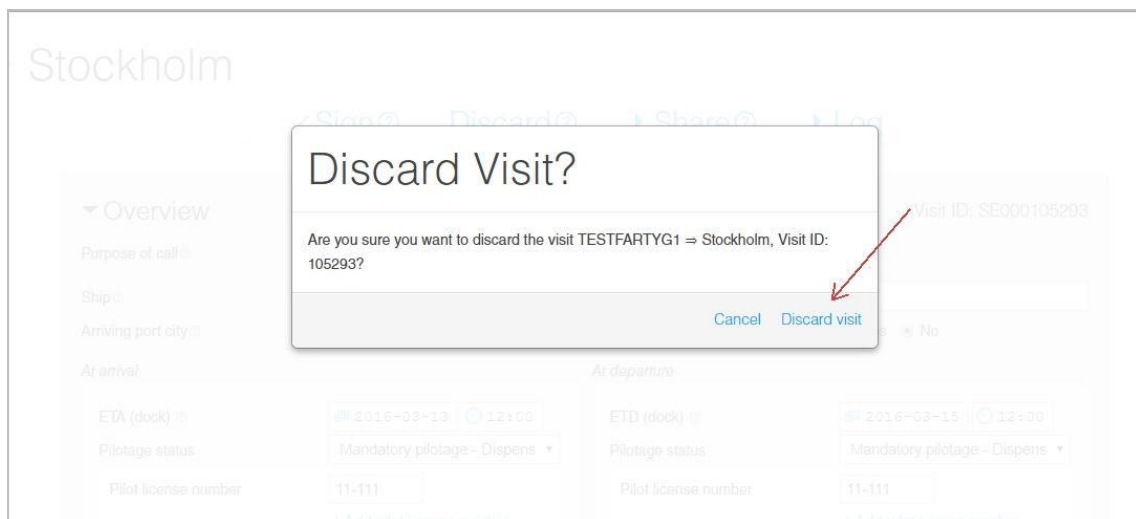 Stockholm
Sign Discard Share Log
Discard Visit?
Are you sure you want to discard the visit TESTFARTYG1 ⇒ Stockholm, Visit ID:
105293?
Cancel Discard visit
Overview Visit ID: SE000105293
Purpose of call
Ship
Arriving port city No
At arrival At departure
ETA (dock) 2016-03-13 12:00 ETD (dock) 2016-03-15 12:00
Pilotage status Mandatory pilotage - Dispens Pilotage status Mandatory pilotage - Dispens
Pilot license number 11-111 Pilot license number 11-111